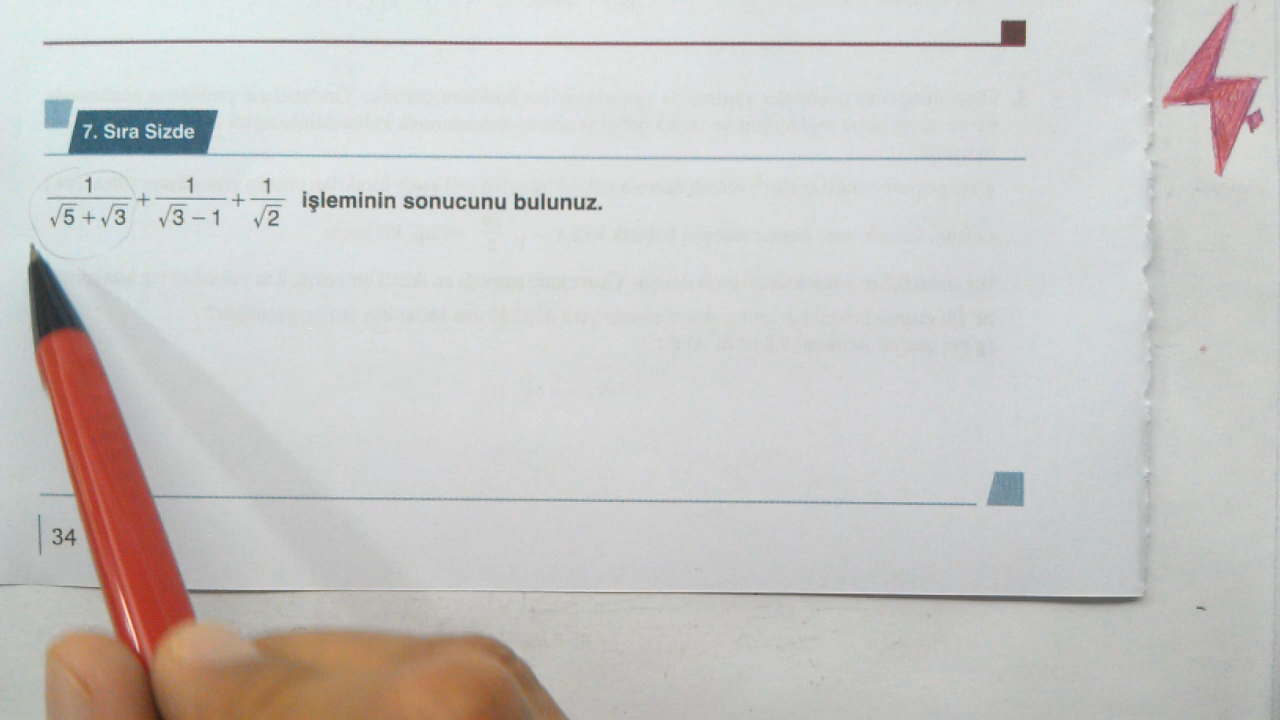 7. Sıra Sizde
1/(√5 + √3) + 1/(√3 − 1) + 1/√2 işleminin sonucunu bulunuz.
34